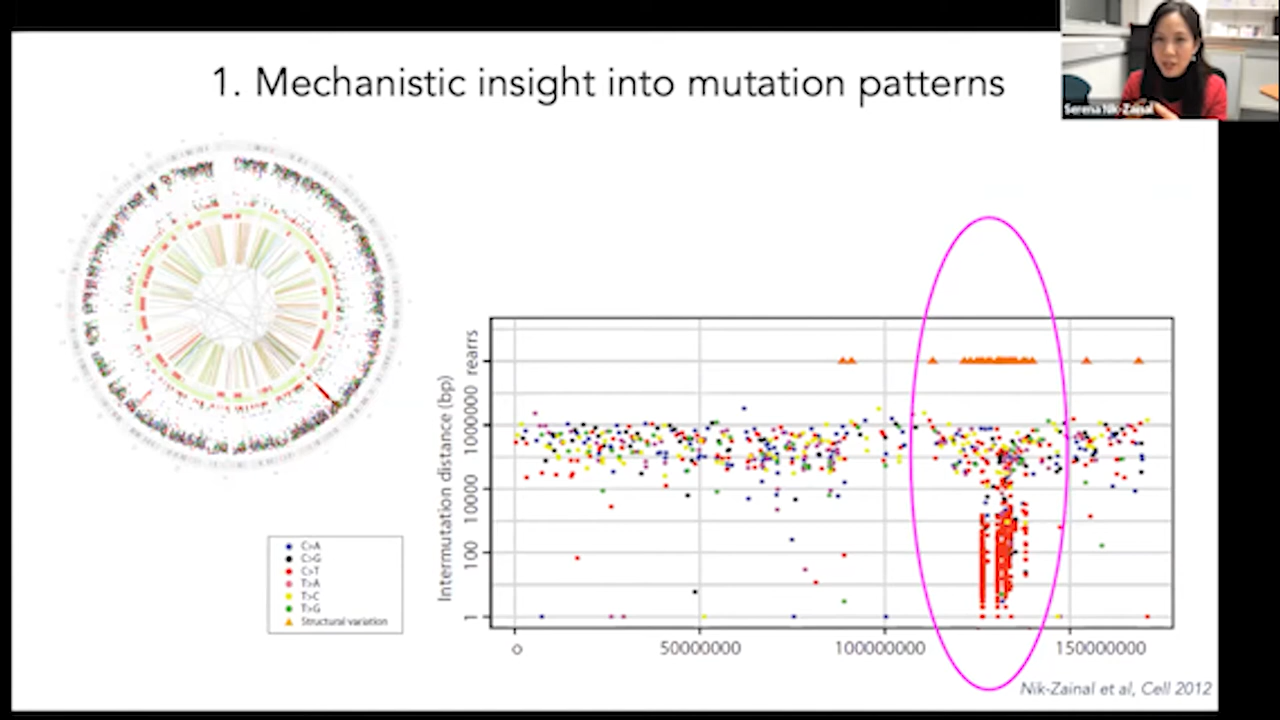 1. Mechanistic insight into mutation patterns
Serena Nik-Zainal
rearrs
1000000
10000
100
1
Intermutation distance (bp)
C>A
C>G
C>T
T>A
T>C
T>G
Structural variation
0
50000000
100000000
150000000
Nik-Zainal et al, Cell 2012